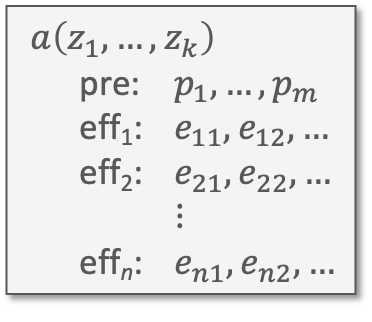 a(z₁, …, zₖ)
pre: p₁, … , pₘ
eff₁: e₁₁, e₁₂, …
eff₂: e₂₁, e₂₂, …
⋮
effₙ: eₙ₁, eₙ₂, …